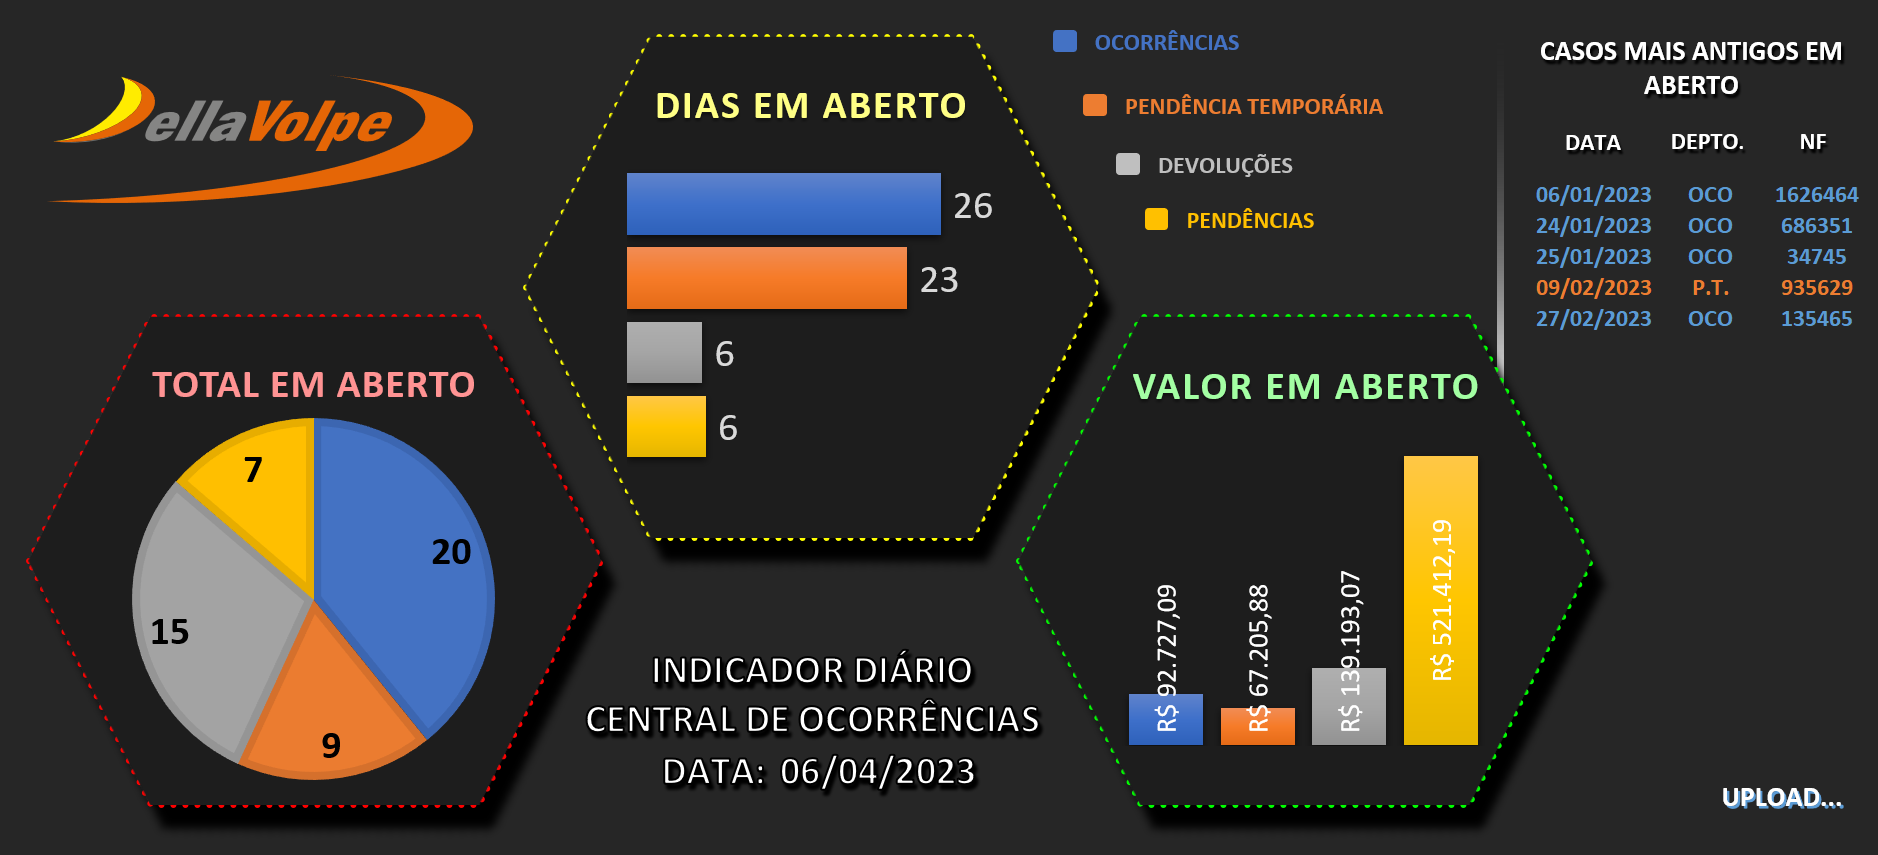 ellaVolpe
DIAS EM ABERTO
26
23
6
6
OCORRÊNCIAS
PENDÊNCIA TEMPORÁRIA
DEVOLUÇÕES
PENDÊNCIAS
CASOS MAIS ANTIGOS EM
ABERTO
DATA DEPTO. NF
06/01/2023 OCO 1626464
24/01/2023 OCO 686351
25/01/2023 OCO 34745
09/02/2023 P.T. 935629
27/02/2023 OCO 135465
TOTAL EM ABERTO
7
20
15
9
VALOR EM ABERTO
R$ 92.727,09
R$ 67.205,88
R$ 139.193,07
R$ 521.412,19
INDICADOR DIÁRIO
CENTRAL DE OCORRÊNCIAS
DATA: 06/04/2023
UPLOAD...